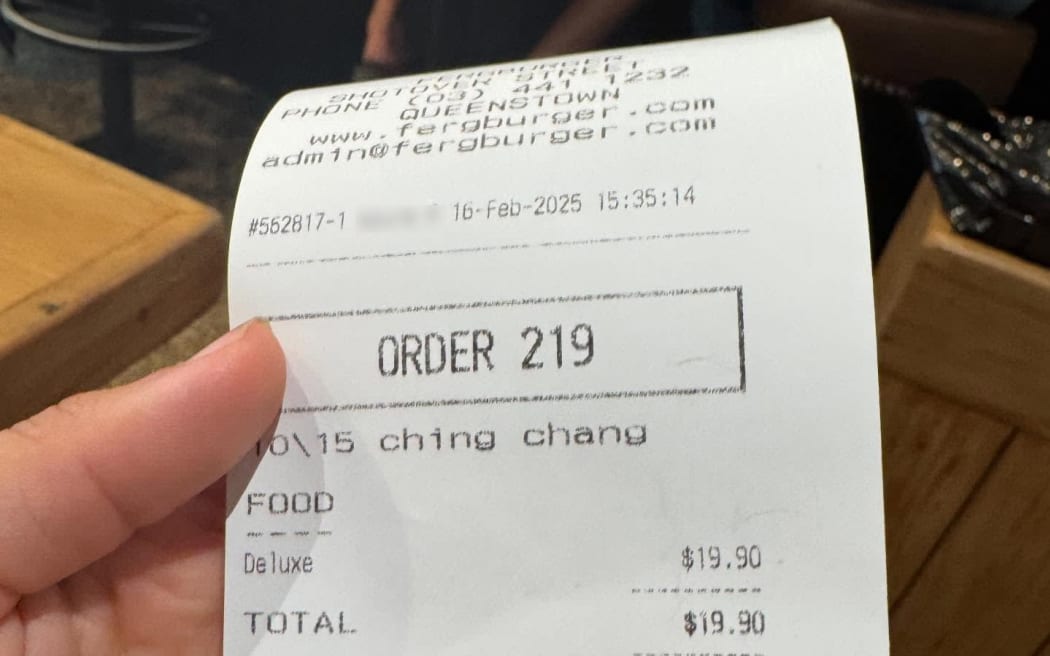 FERGBURGER
SHOTOVER STREET
PHONE (03) 441 1232
QUEENSTOWN
www.fergburger.com
admin@fergburger.com
#562817-1 16-Feb-2025 15:35:14
ORDER 219
10\15 ching chang
FOOD
Deluxe $19.90
TOTAL $19.90